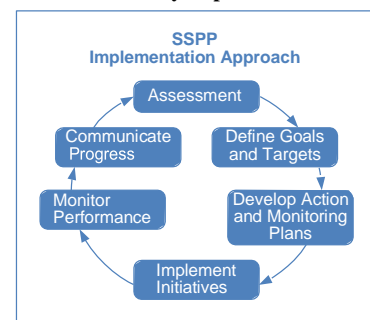 SSPP
Implementation Approach
Assessment
Define Goals
and Targets
Develop Action
and Monitoring
Plans
Implement
Initiatives
Monitor
Performance
Communicate
Progress